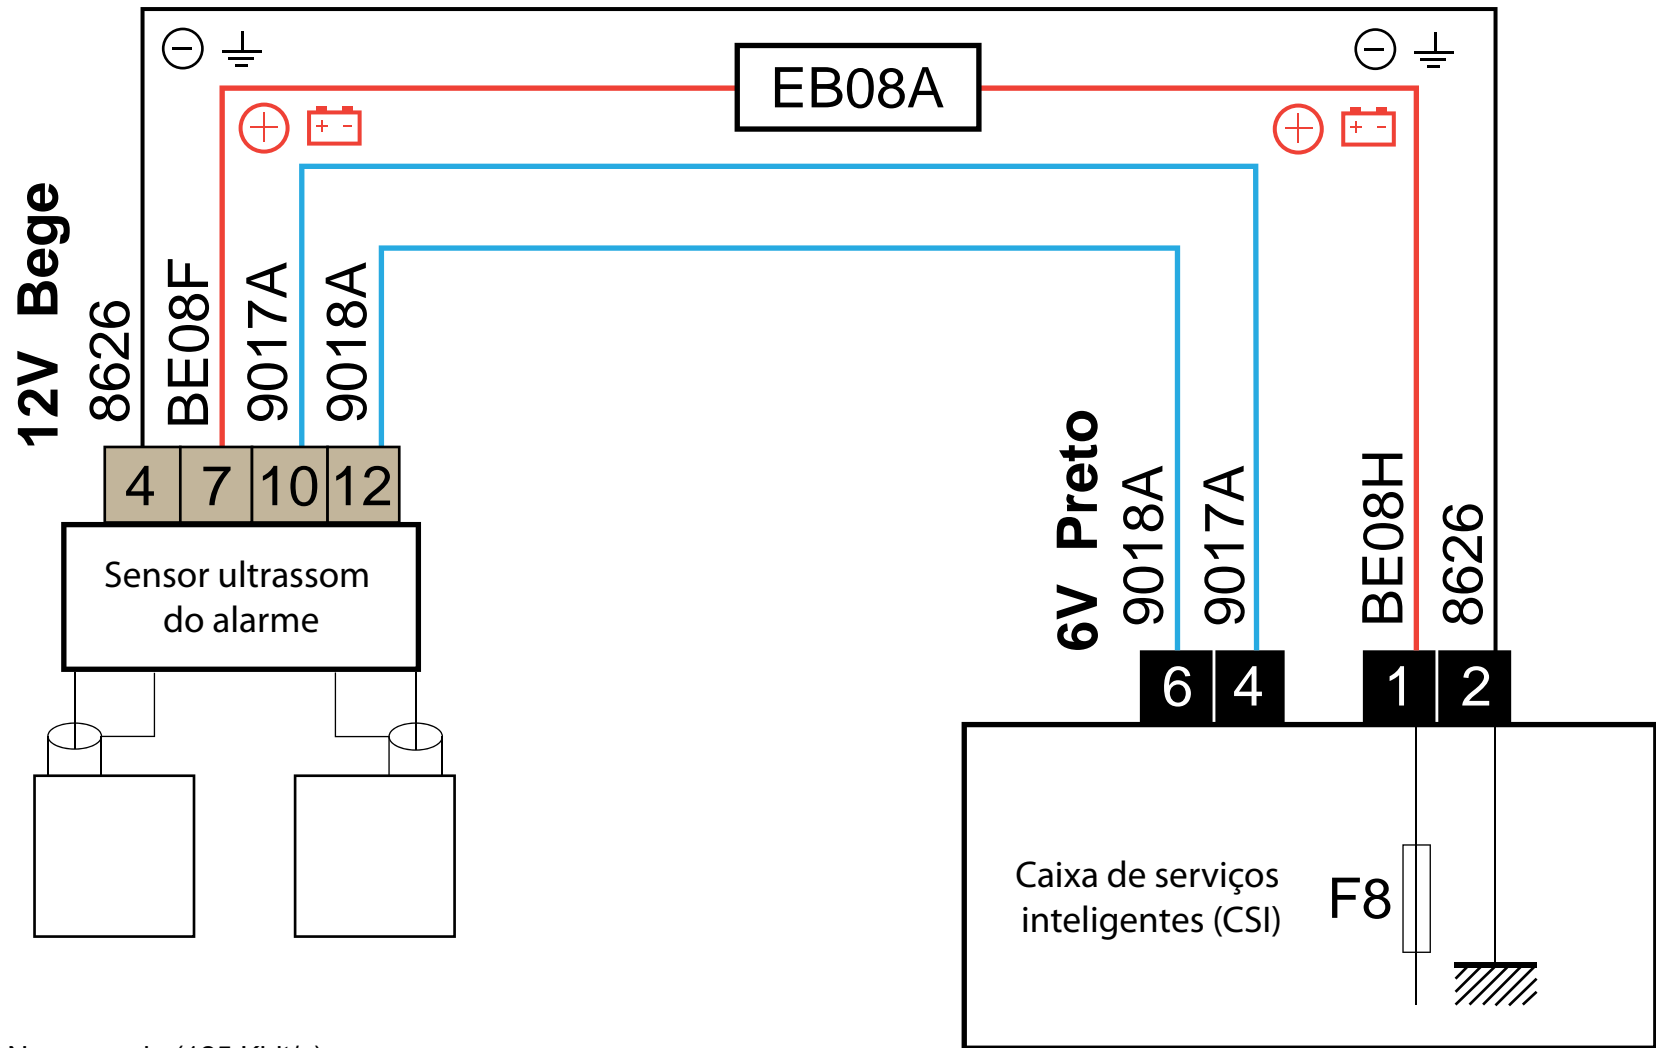 EB08A
12V Bege
8626
BE08F
9017A
9018A
4
7
10
12
Sensor ultrassom
do alarme
6V Preto
9018A
9017A
BE08H
8626
6
4
1
2
Caixa de serviços
inteligentes (CSI)
F8